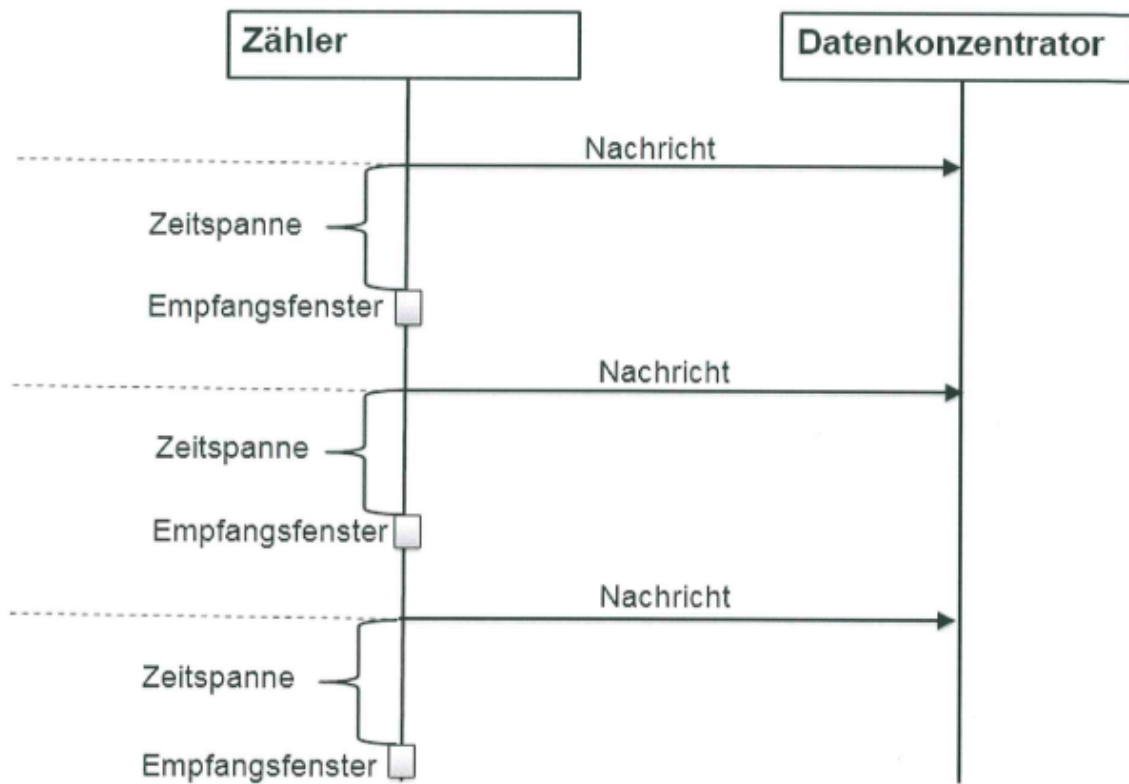 Zähler
Datenkonzentrator
Nachricht
Zeitspanne
Empfangsfenster
Nachricht
Zeitspanne
Empfangsfenster
Nachricht
Zeitspanne
Empfangsfenster